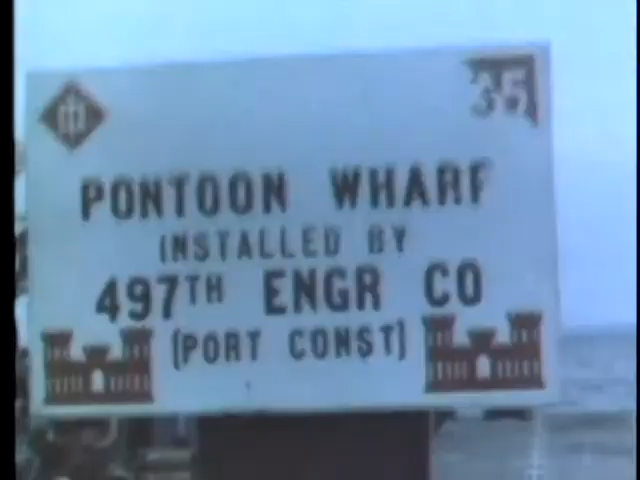 35
PONTOON WHARF
INSTALLED BY
497TH ENGR CO
(PORT CONST)